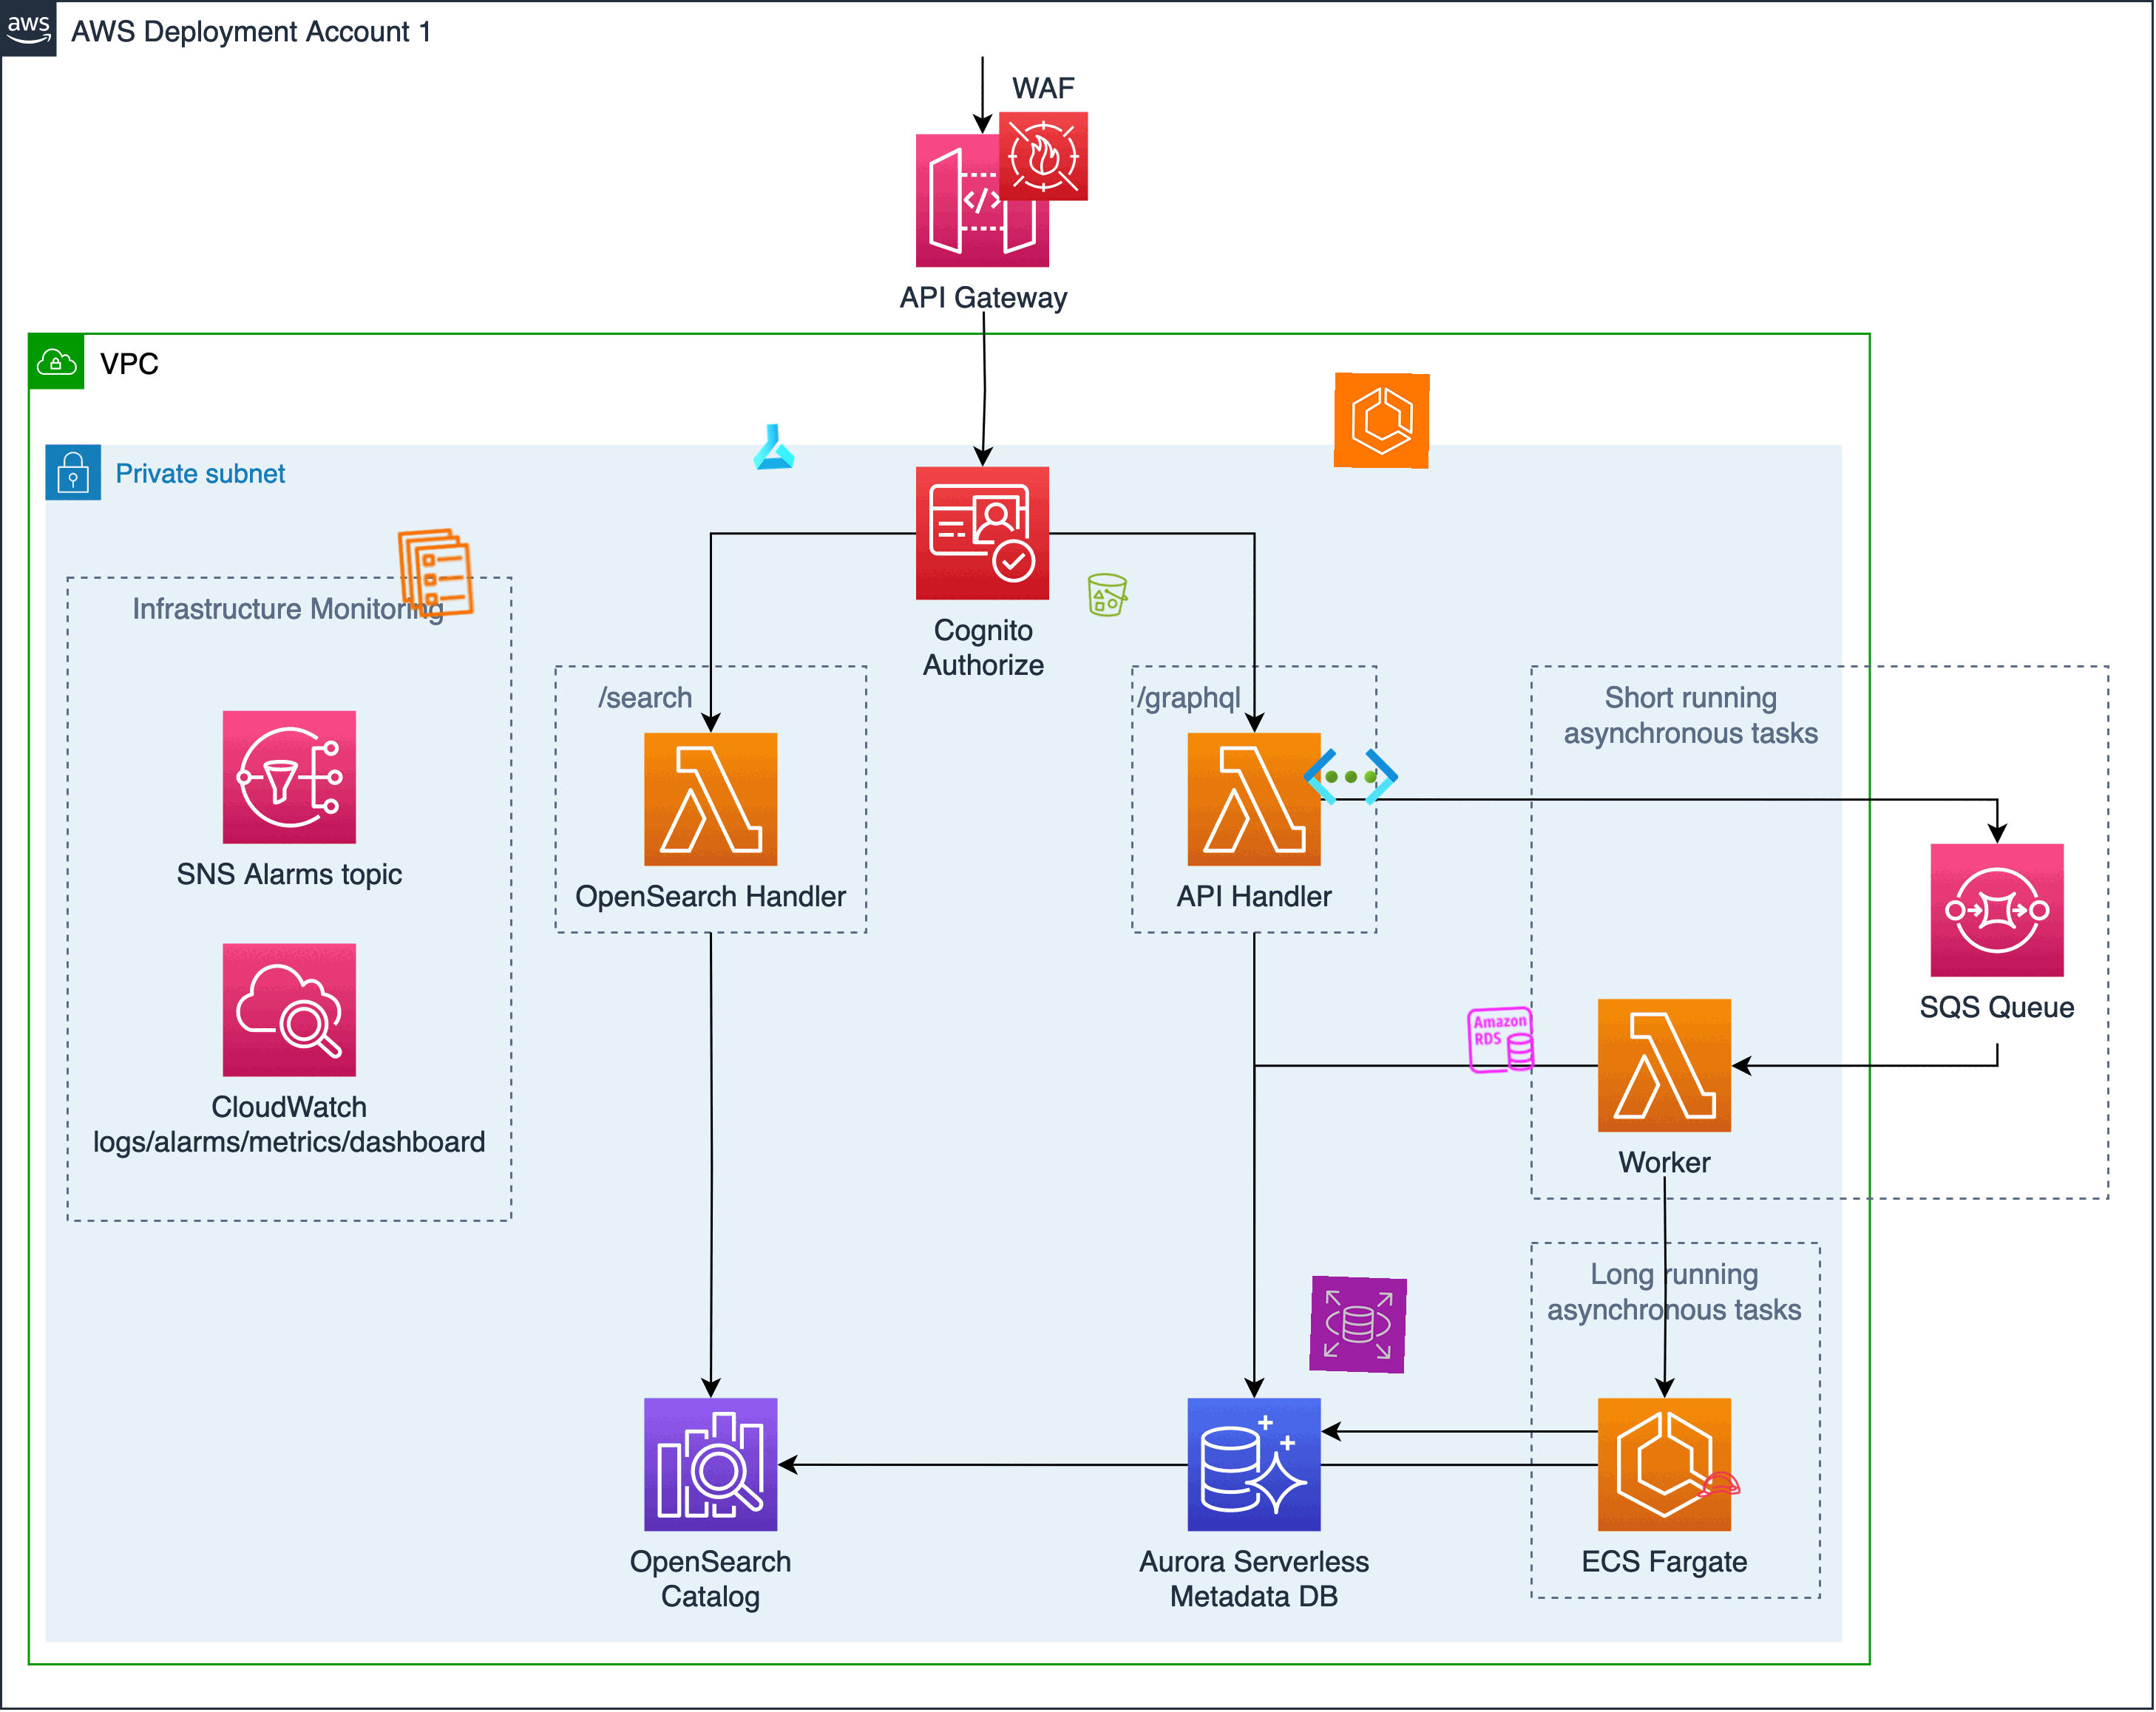 aws
AWS Deployment Account 1
WAF
API Gateway
VPC
Private subnet
Infrastructure Monitoring
Cognito
Authorize
/search
/graphql
Short running
asynchronous tasks
SNS Alarms topic
OpenSearch Handler
API Handler
SQS Queue
Amazon
RDS
CloudWatch
logs/alarms/metrics/dashboard
Worker
Long running
asynchronous tasks
OpenSearch
Catalog
Aurora Serverless
Metadata DB
ECS Fargate